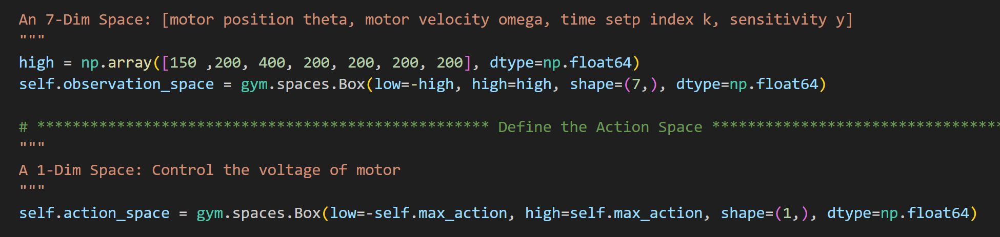 An 7-Dim Space: [motor position theta, motor velocity omega, time setp index k, sensitivity y]
"""
high = np.array([150 ,200, 400, 200, 200, 200, 200], dtype=np.float64)
self.observation_space = gym.spaces.Box(low=-high, high=high, shape=(7,), dtype=np.float64)
# *************************************************** Define the Action Space *********************************
"""
A 1-Dim Space: Control the voltage of motor
"""
self.action_space = gym.spaces.Box(low=-self.max_action, high=self.max_action, shape=(1,), dtype=np.float64)